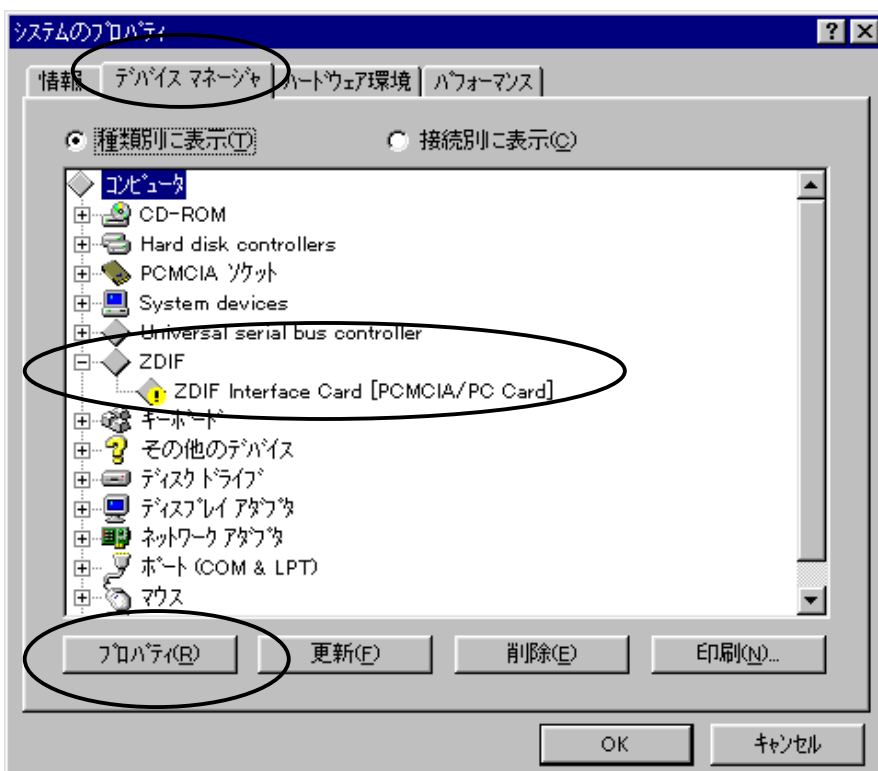 システムのプロパティ
情報 デバイス マネージャ ハードウェア環境 パフォーマンス
種類別に表示(T) 接続別に表示(C)
コンピュータ
CD-ROM
Hard disk controllers
PCMCIA ソケット
System devices
Universal serial bus controller
ZDIF
ZDIF Interface Card [PCMCIA/PC Card]
キーボード
その他のデバイス
ディスク ドライブ
ディスプレイ アダプタ
ネットワーク アダプタ
ポート (COM & LPT)
マウス
プロパティ(R) 更新(F) 削除(E) 印刷(N)...
OK キャンセル